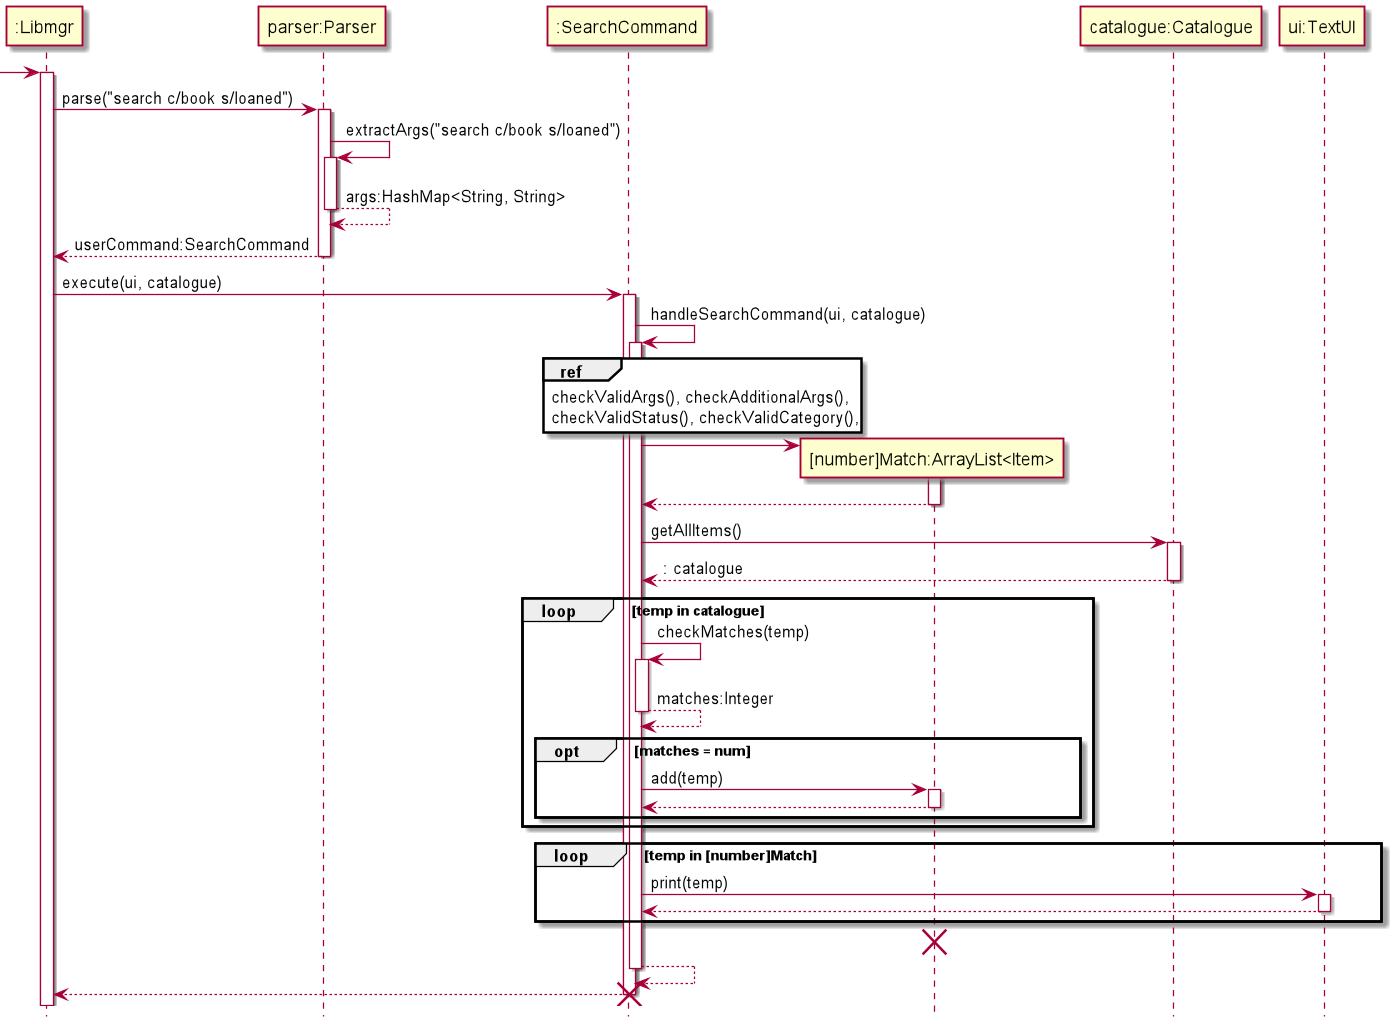 :Libmgr
parser:Parser
:SearchCommand
catalogue:Catalogue
ui:TextUI
parse("search c/book s/loaned")
extractArgs("search c/book s/loaned")
args:HashMap<String, String>
userCommand:SearchCommand
execute(ui, catalogue)
handleSearchCommand(ui, catalogue)
ref
checkValidArgs(), checkAdditionalArgs(),
checkValidStatus(), checkValidCategory(),
[number]Match:ArrayList<Item>
getAllItems()
: catalogue
loop [temp in catalogue]
checkMatches(temp)
matches:Integer
opt [matches = num]
add(temp)
loop [temp in [number]Match]
print(temp)